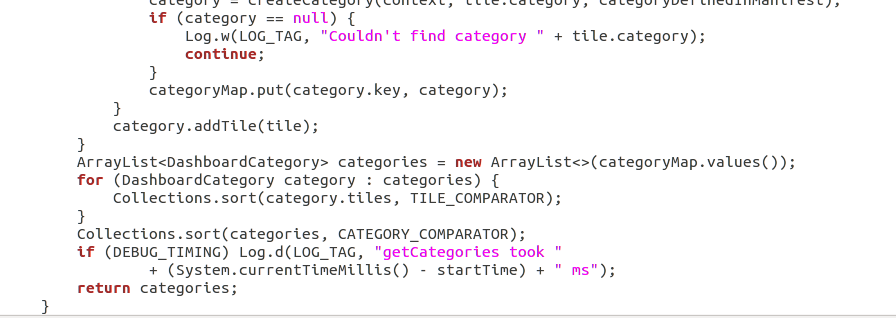 category = createCategory(context, tile.category, categoryDefinedInManifest);
if (category == null) {
Log.w(LOG_TAG, "Couldn't find category " + tile.category);
continue;
}
categoryMap.put(category.key, category);
}
category.addTile(tile);
}
ArrayList<DashboardCategory> categories = new ArrayList<>(categoryMap.values());
for (DashboardCategory category : categories) {
Collections.sort(category.tiles, TILE_COMPARATOR);
}
Collections.sort(categories, CATEGORY_COMPARATOR);
if (DEBUG_TIMING) Log.d(LOG_TAG, "getCategories took "
+ (System.currentTimeMillis() - startTime) + " ms");
return categories;
}